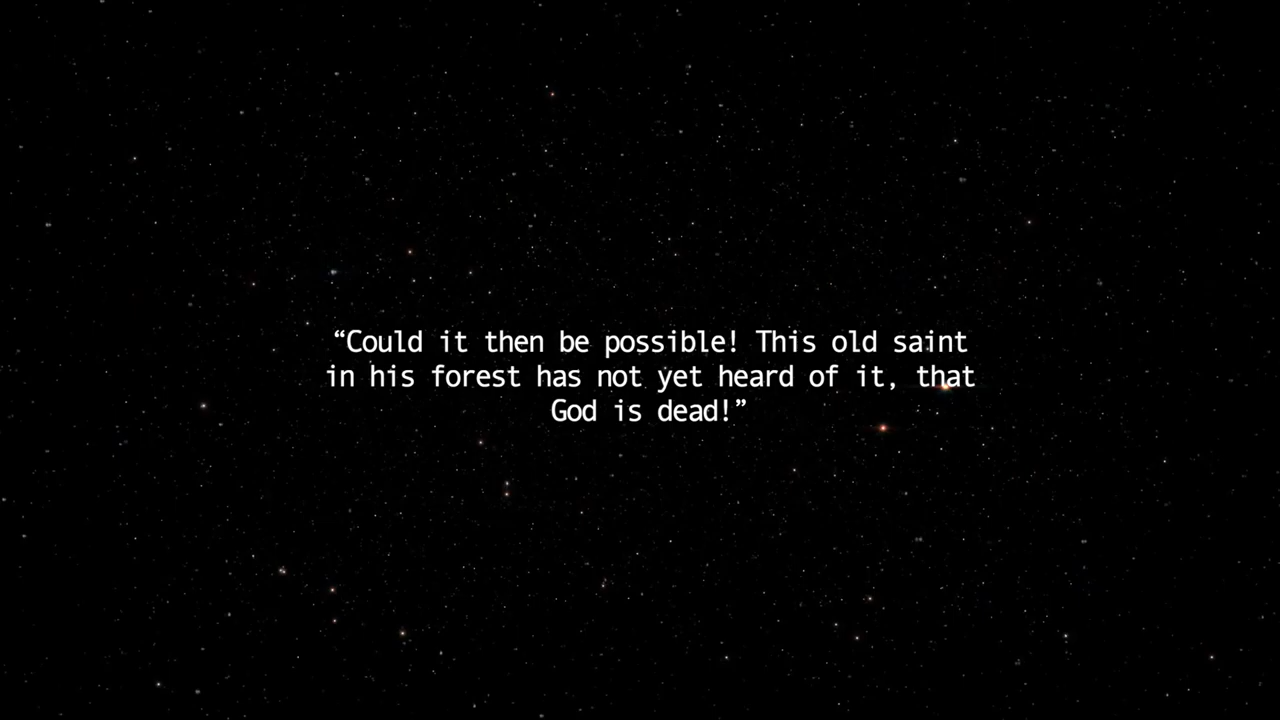 “Could it then be possible! This old saint
in his forest has not yet heard of it, that
God is dead!”